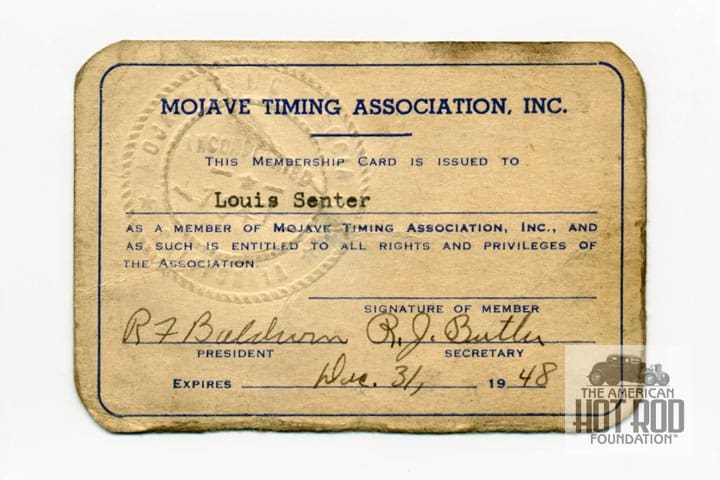 MOJAVE TIMING ASSOCIATION, INC.
THIS MEMBERSHIP CARD IS ISSUED TO
Louis Senter
AS A MEMBER OF MOJAVE TIMING ASSOCIATION, INC., AND
AS SUCH IS ENTITLED TO ALL RIGHTS AND PRIVILEGES OF
THE ASSOCIATION.
SIGNATURE OF MEMBER
R F Baldwin R. J. Butler
PRESIDENT SECRETARY
EXPIRES Dec. 31, 1948
INCORPORATED
THE AMERICAN
HOT ROD
FOUNDATION™